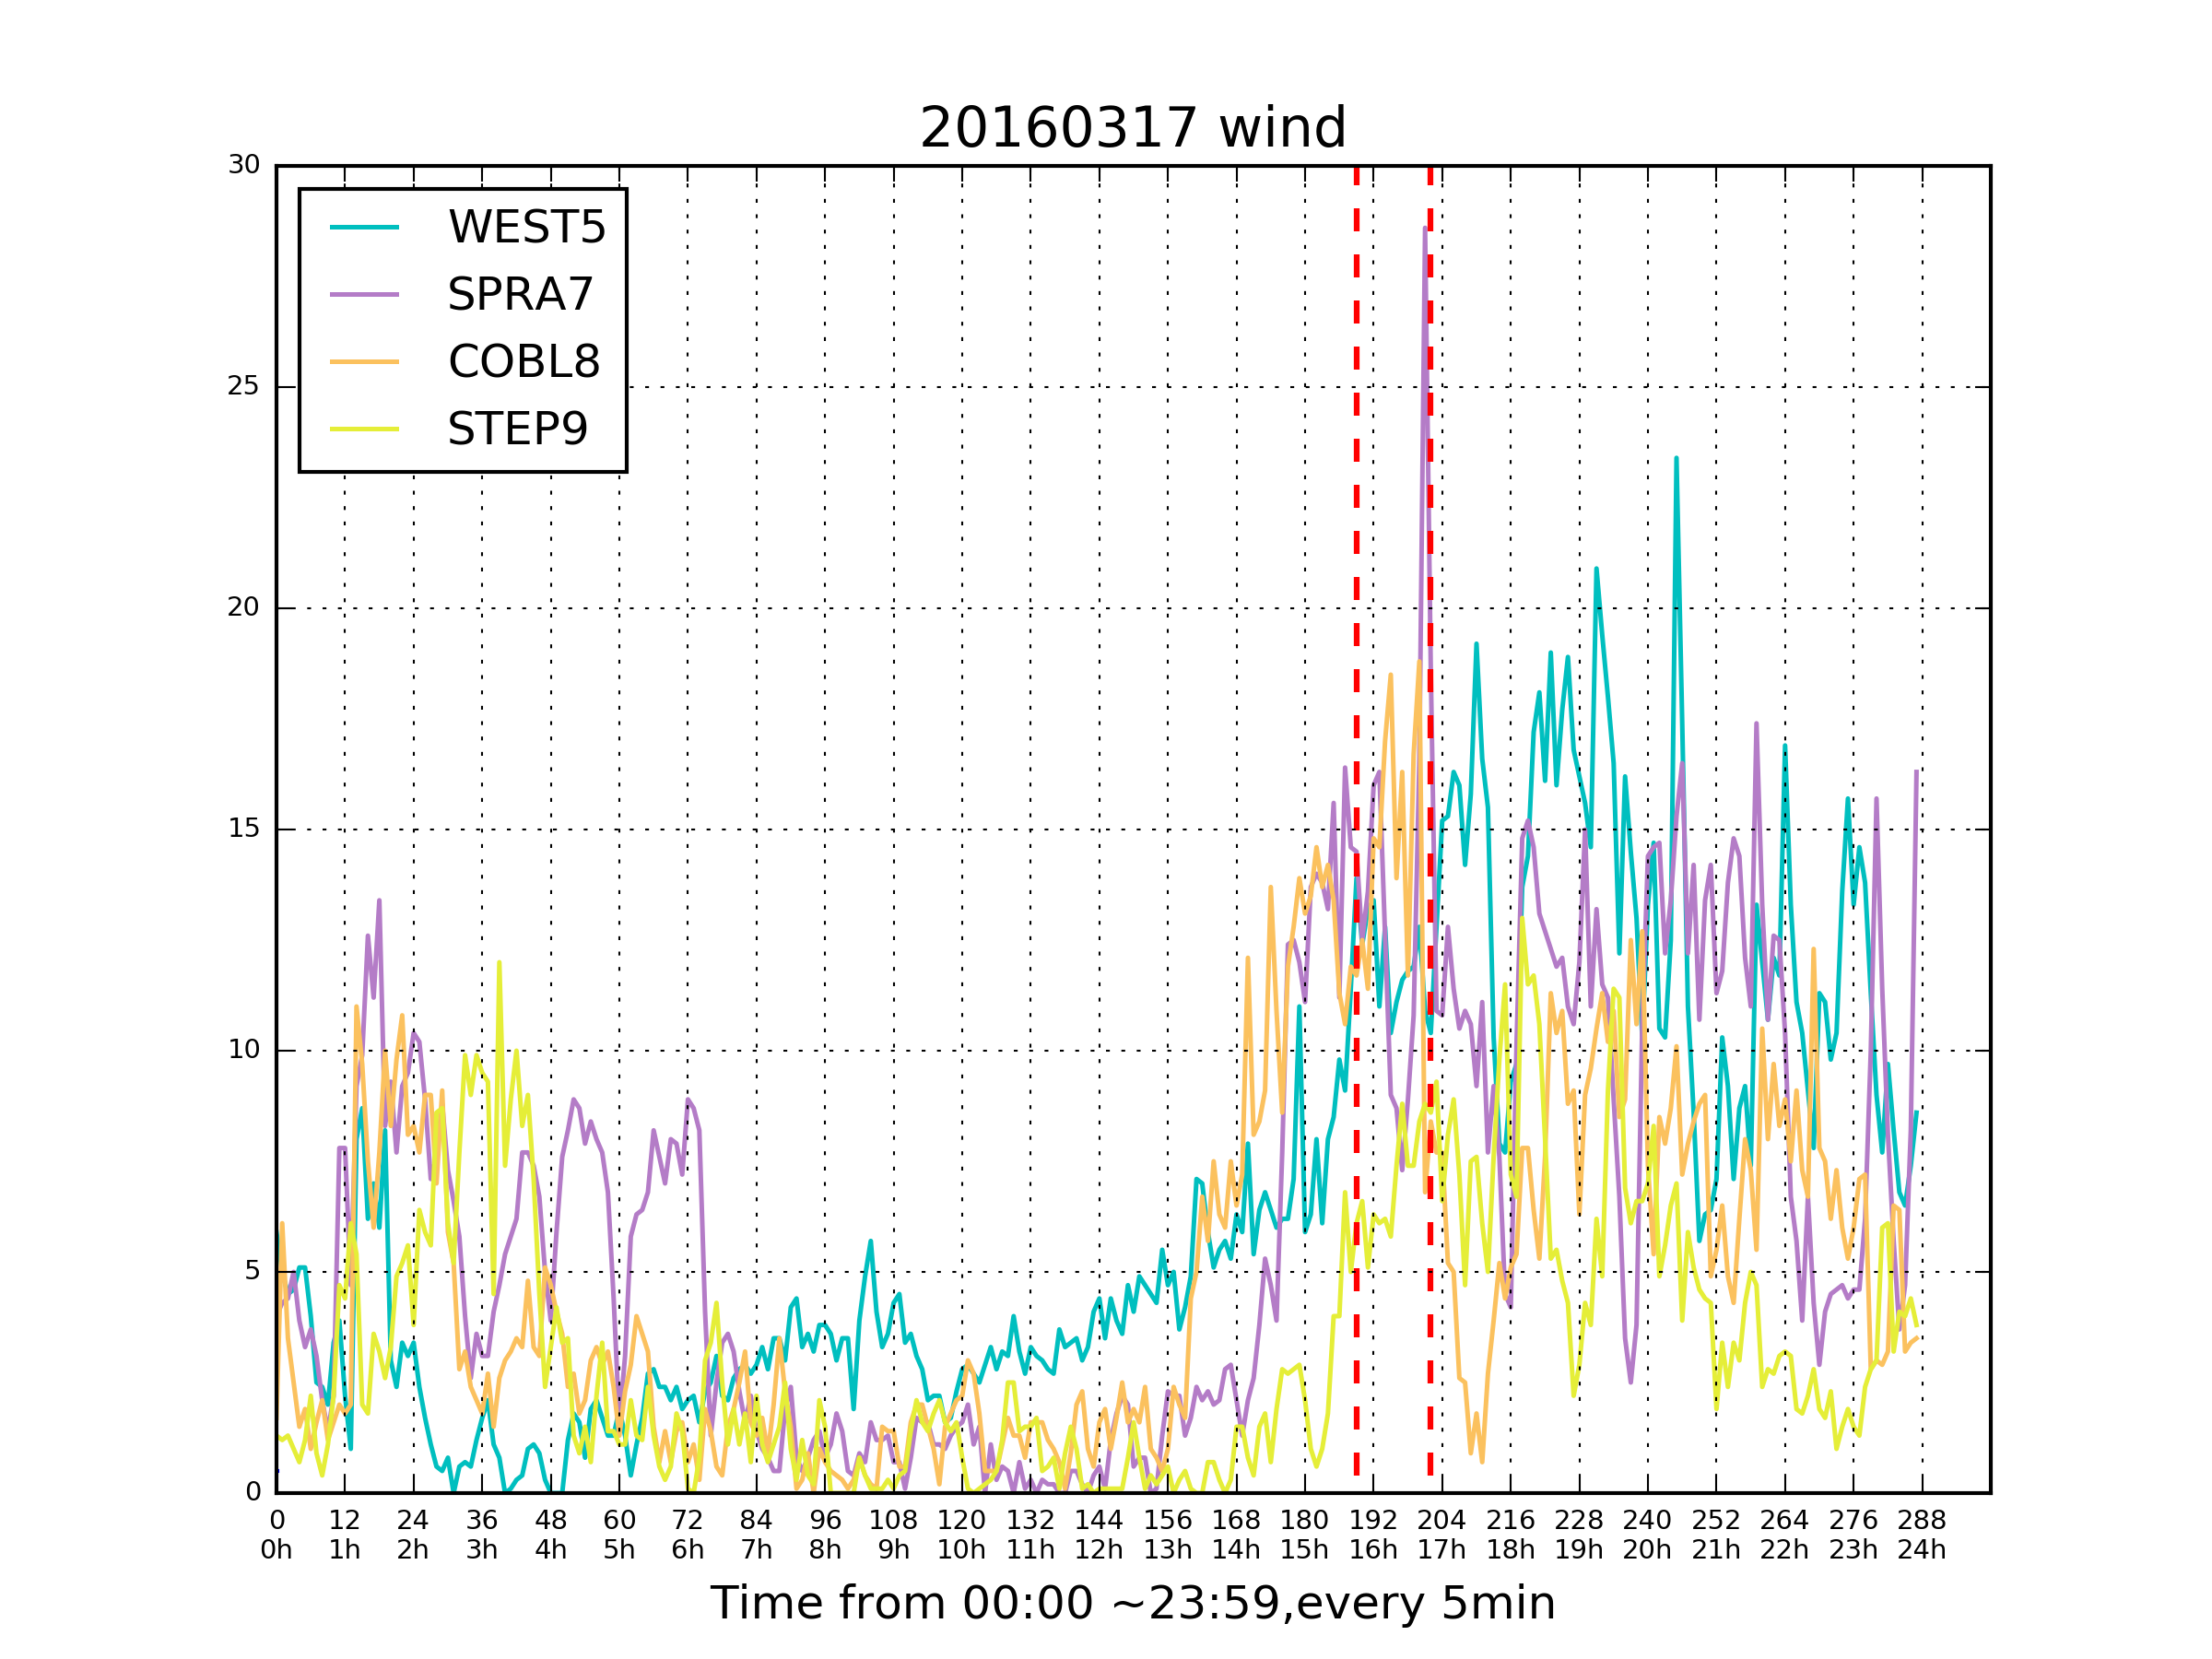 20160317 wind
30
25
20
15
10
5
0
WEST5
SPRA7
COBL8
STEP9
0 12 24 36 48 60 72 84 96 108 120 132 144 156 168 180 192 204 216 228 240 252 264 276 288
0h 1h 2h 3h 4h 5h 6h 7h 8h 9h 10h 11h 12h 13h 14h 15h 16h 17h 18h 19h 20h 21h 22h 23h 24h
Time from 00:00 ~23:59,every 5min